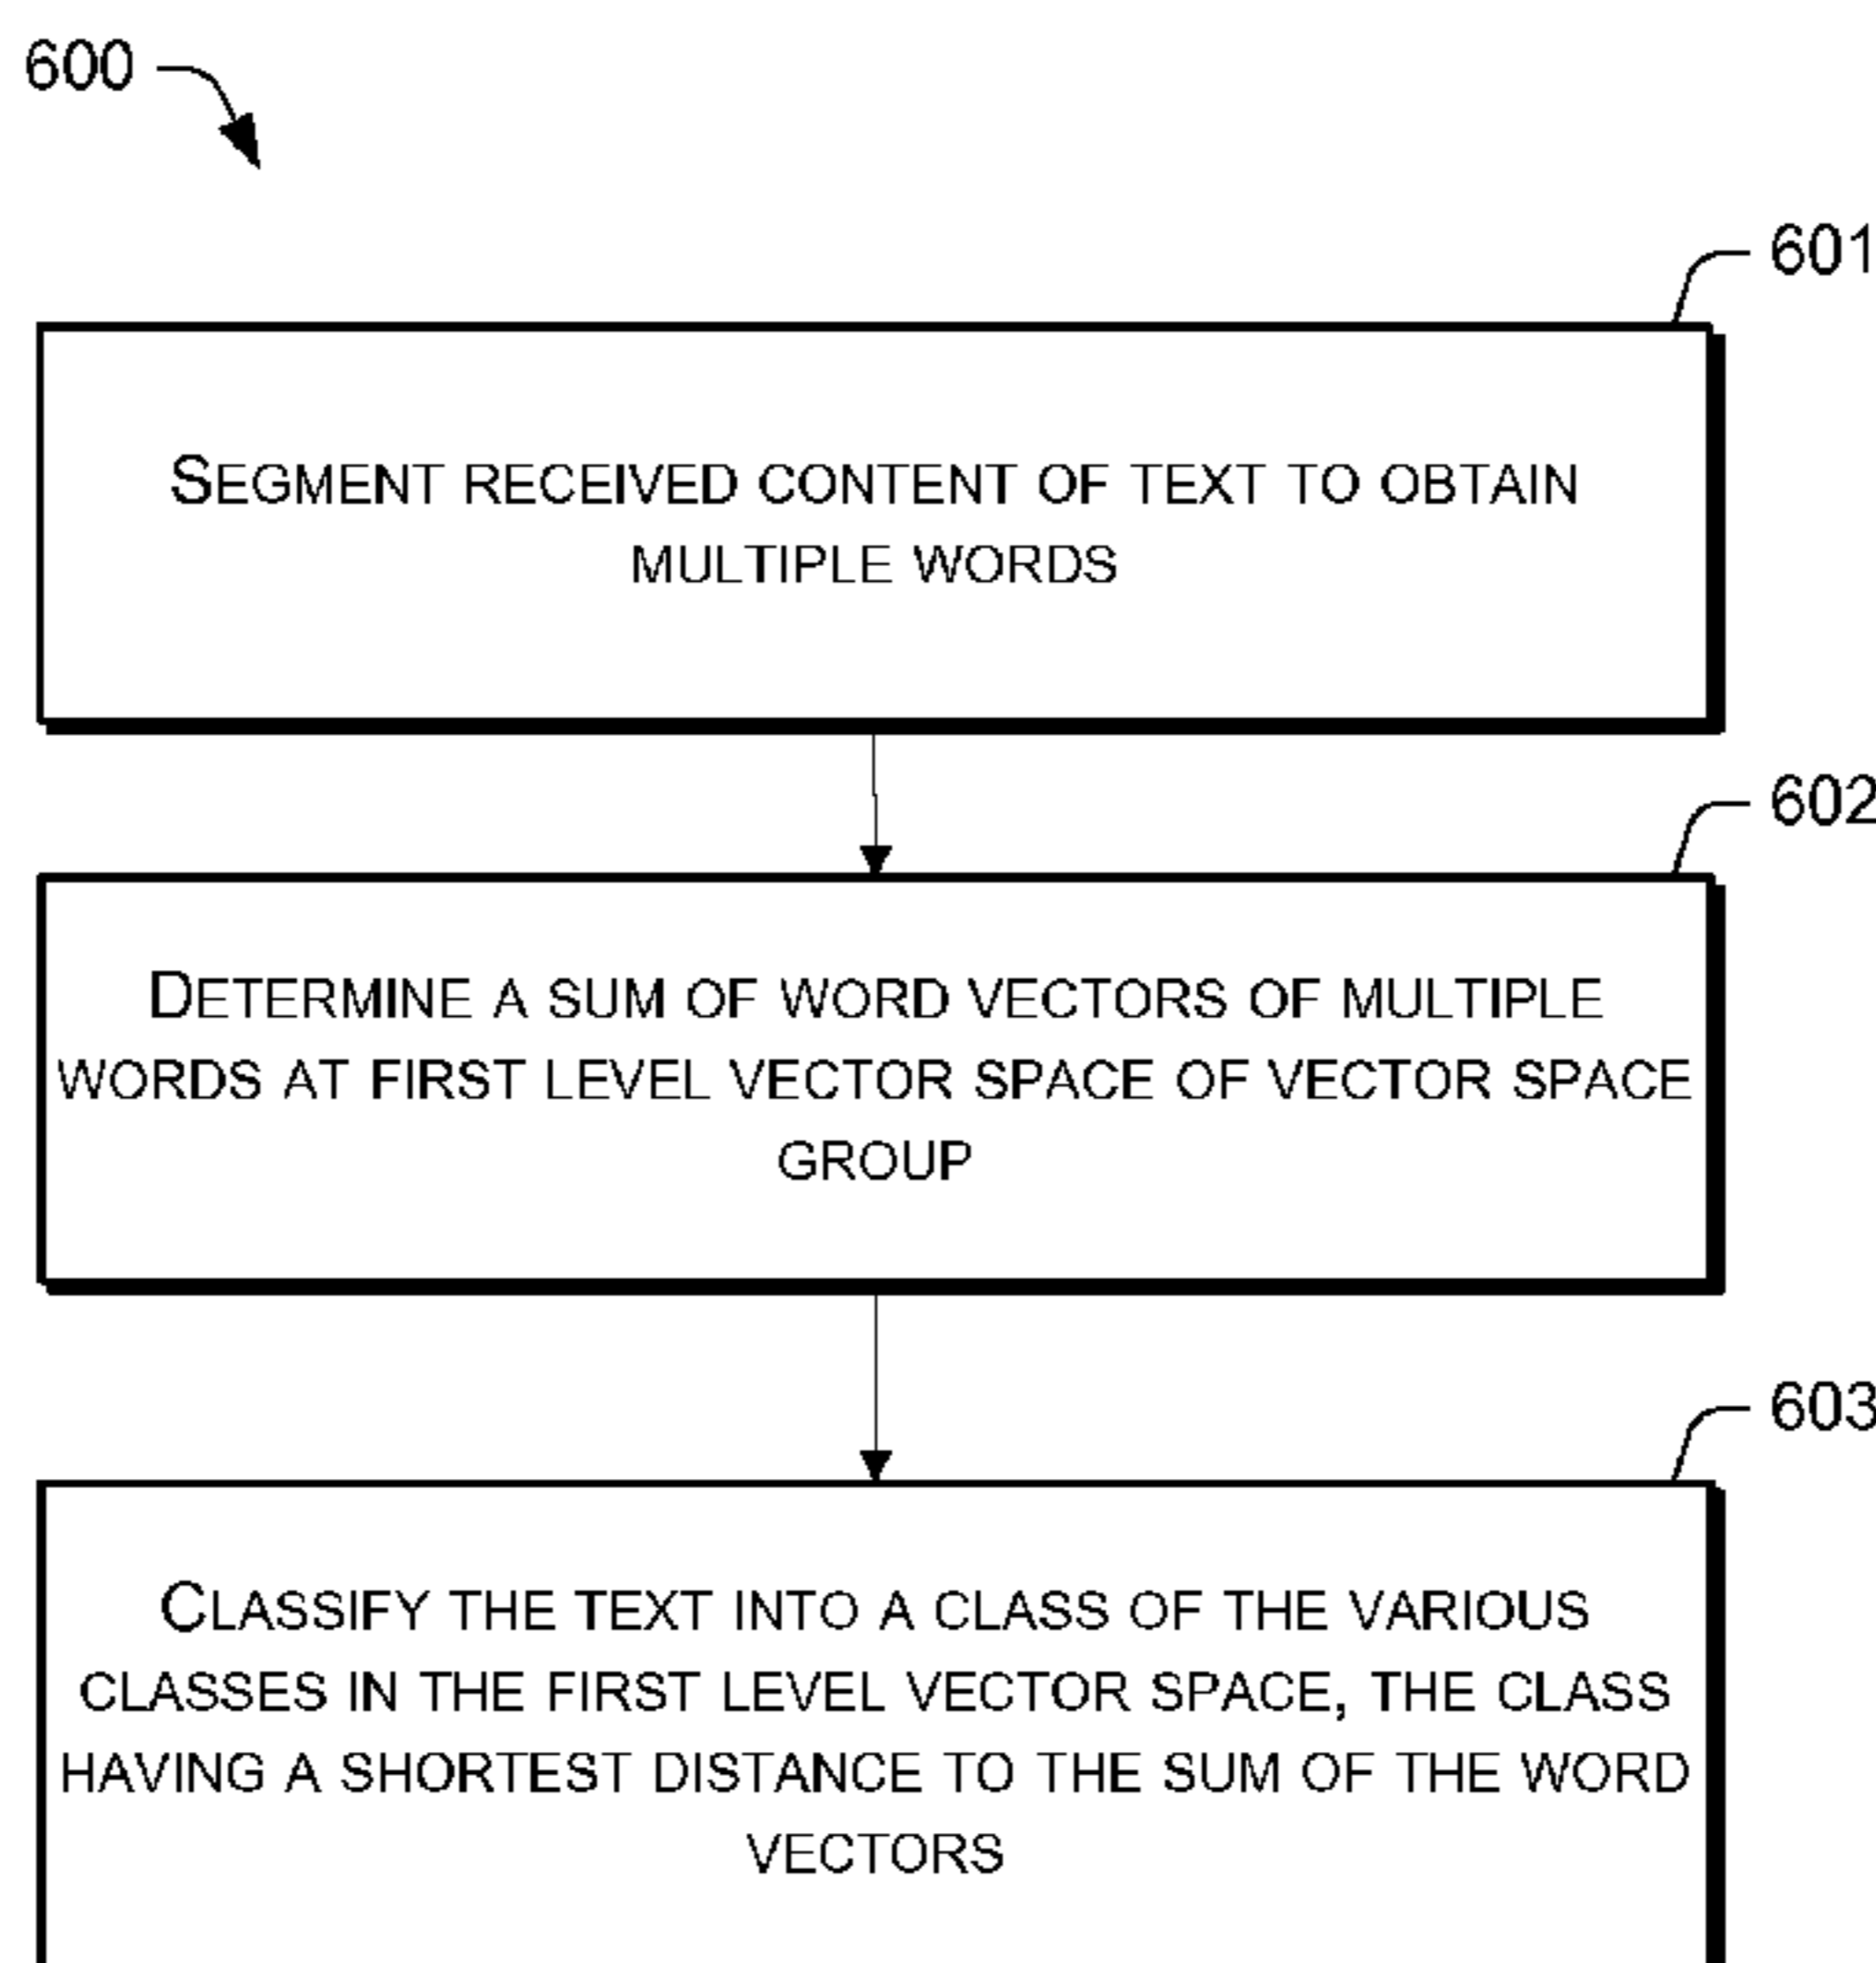 600
601
SEGMENT RECEIVED CONTENT OF TEXT TO OBTAIN
MULTIPLE WORDS
602
DETERMINE A SUM OF WORD VECTORS OF MULTIPLE
WORDS AT FIRST LEVEL VECTOR SPACE OF VECTOR SPACE
GROUP
603
CLASSIFY THE TEXT INTO A CLASS OF THE VARIOUS
CLASSES IN THE FIRST LEVEL VECTOR SPACE, THE CLASS
HAVING A SHORTEST DISTANCE TO THE SUM OF THE WORD
VECTORS